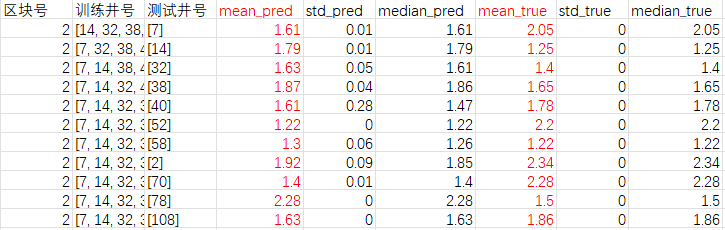 区块号 训练井号 测试井号 mean_pred std_pred median_pred mean_true std_true median_true
2 [14, 32, 38, [7] 1.61 0.01 1.61 2.05 0 2.05
2 [7, 32, 38, 4 [14] 1.79 0.01 1.79 1.25 0 1.25
2 [7, 14, 38, 4 [32] 1.63 0.05 1.61 1.4 0 1.4
2 [7, 14, 32, 4 [38] 1.87 0.04 1.86 1.65 0 1.65
2 [7, 14, 32, 3 [40] 1.61 0.28 1.47 1.78 0 1.78
2 [7, 14, 32, 3 [52] 1.22 0 1.22 2.2 0 2.2
2 [7, 14, 32, 3 [58] 1.3 0.06 1.26 1.22 0 1.22
2 [7, 14, 32, 3 [2] 1.92 0.09 1.85 2.34 0 2.34
2 [7, 14, 32, 3 [70] 1.4 0.01 1.4 2.28 0 2.28
2 [7, 14, 32, 3 [78] 2.28 0 2.28 1.5 0 1.5
2 [7, 14, 32, 3 [108] 1.63 0 1.63 1.86 0 1.86